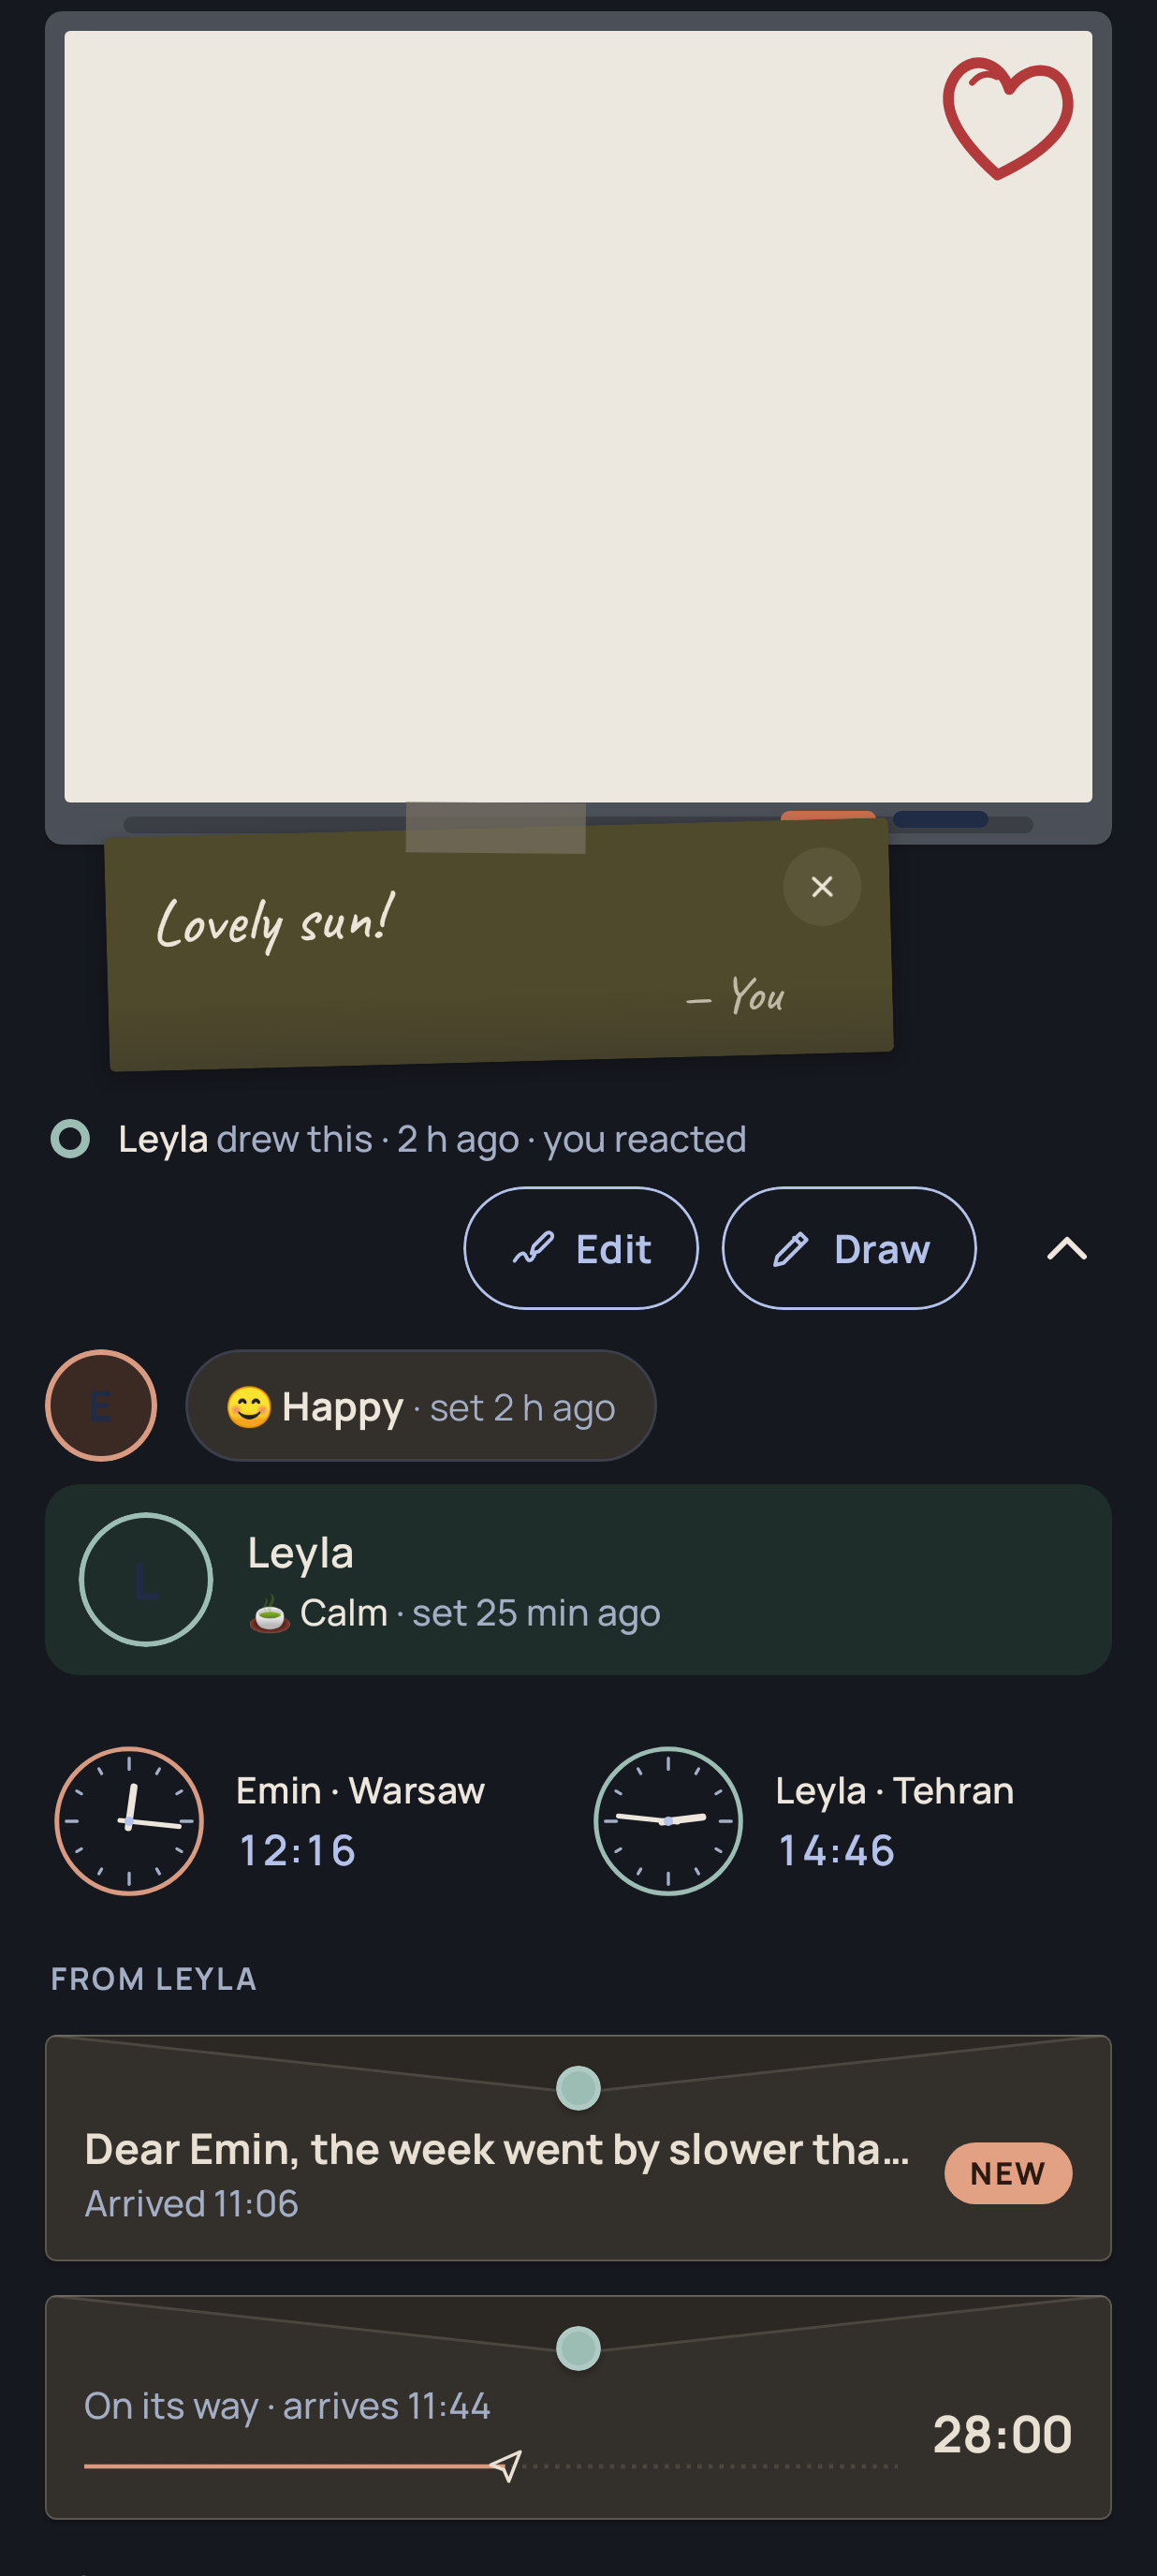 Lovely sun!
– You
Leyla drew this · 2 h ago · you reacted
Edit
Draw
E
😊 Happy · set 2 h ago
L
Leyla
🍵 Calm · set 25 min ago
Emin · Warsaw
12:16
Leyla · Tehran
14:46
FROM LEYLA
Dear Emin, the week went by slower tha…
NEW
Arrived 11:06
On its way · arrives 11:44
28:00